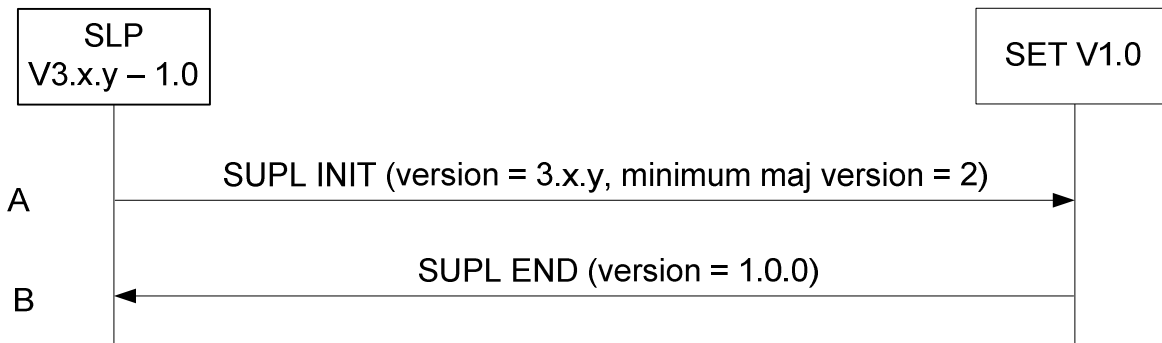 SLP
V3.x.y – 1.0
SET V1.0
A
SUPL INIT (version = 3.x.y, minimum maj version = 2)
B
SUPL END (version = 1.0.0)